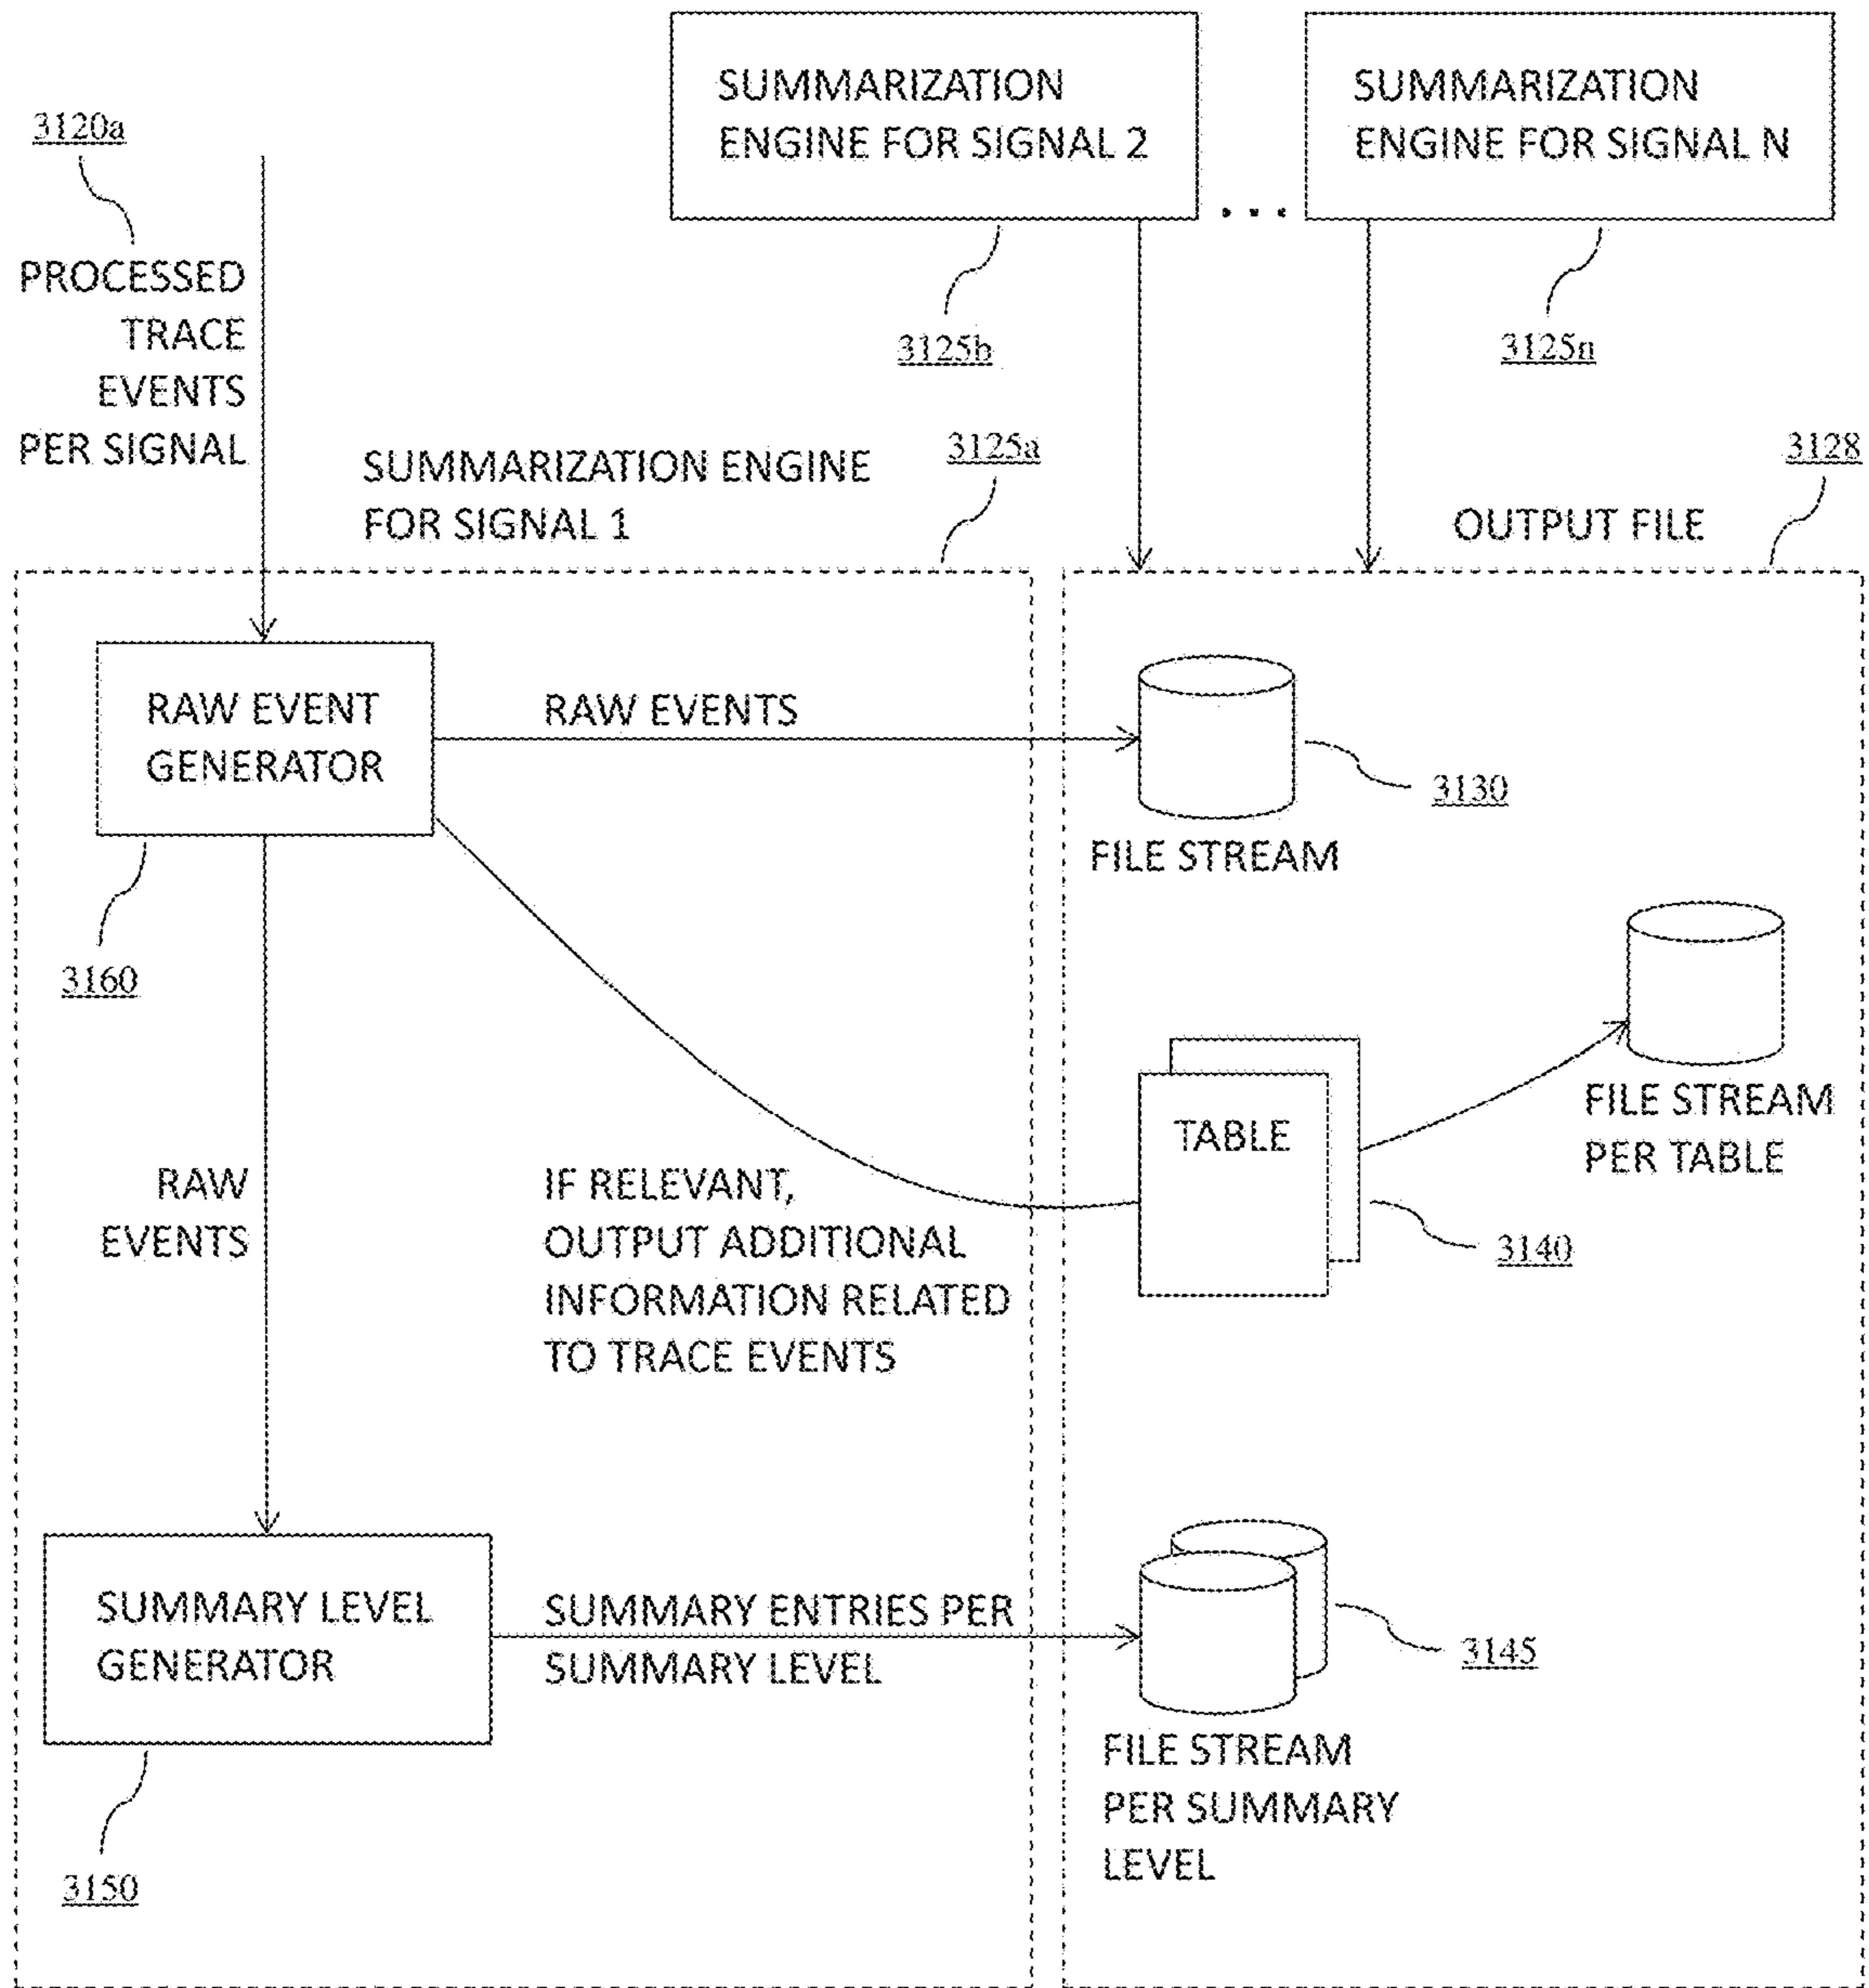 SUMMARIZATION
ENGINE FOR SIGNAL 2
SUMMARIZATION
ENGINE FOR SIGNAL N
...
3120a
PROCESSED
TRACE
EVENTS
PER SIGNAL
3125b
3125n
SUMMARIZATION ENGINE
FOR SIGNAL 1
3125a
3128
OUTPUT FILE
RAW EVENT
GENERATOR
RAW EVENTS
3130
FILE STREAM
3160
FILE STREAM
PER TABLE
TABLE
3140
RAW
EVENTS
IF RELEVANT,
OUTPUT ADDITIONAL
INFORMATION RELATED
TO TRACE EVENTS
SUMMARY LEVEL
GENERATOR
SUMMARY ENTRIES PER
SUMMARY LEVEL
3145
FILE STREAM
PER SUMMARY
LEVEL
3150